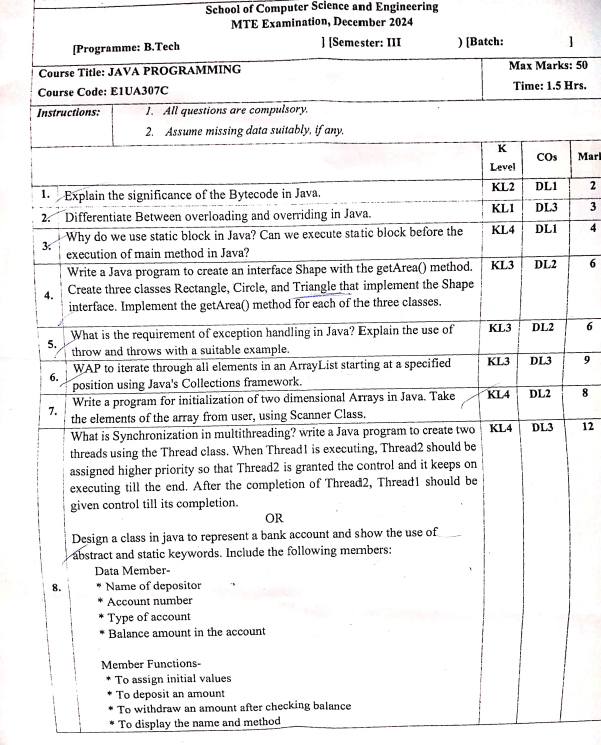 School of Computer Science and Engineering
MTE Examination, December 2024
[Programme: B.Tech ] [Semester: III ) [Batch: ]
Course Title: JAVA PROGRAMMING Max Marks: 50
Course Code: E1UA307C Time: 1.5 Hrs.
Instructions: 1. All questions are compulsory.
2. Assume missing data suitably, if any.
K Level COs Mark
1. Explain the significance of the Bytecode in Java. KL2 DL1 2
2. Differentiate Between overloading and overriding in Java. KL1 DL3 3
3. Why do we use static block in Java? Can we execute static block before the KL4 DL1 4
execution of main method in Java?
4. Write a Java program to create an interface Shape with the getArea() method. KL3 DL2 6
Create three classes Rectangle, Circle, and Triangle that implement the Shape
interface. Implement the getArea() method for each of the three classes.
5. What is the requirement of exception handling in Java? Explain the use of KL3 DL2 6
throw and throws with a suitable example.
6. WAP to iterate through all elements in an ArrayList starting at a specified KL3 DL3 9
position using Java's Collections framework.
7. Write a program for initialization of two dimensional Arrays in Java. Take KL4 DL2 8
the elements of the array from user, using Scanner Class.
8. What is Synchronization in multithreading? write a Java program to create two KL4 DL3 12
threads using the Thread class. When Thread1 is executing, Thread2 should be
assigned higher priority so that Thread2 is granted the control and it keeps on
executing till the end. After the completion of Thread2, Thread1 should be
given control till its completion.
OR
Design a class in java to represent a bank account and show the use of
abstract and static keywords. Include the following members:
Data Member-
* Name of depositor
* Account number
* Type of account
* Balance amount in the account
Member Functions-
* To assign initial values
* To deposit an amount
* To withdraw an amount after checking balance
* To display the name and method